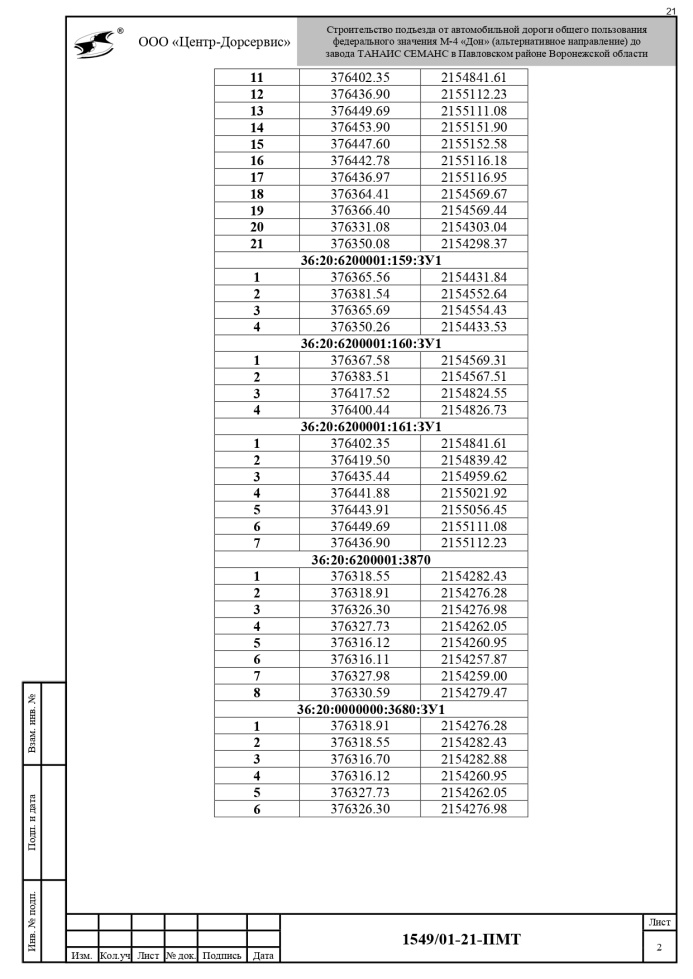 21
®
ООО «Центр-Дорсервис»
Строительство подъезда от автомобильной дороги общего пользования
федерального значения М-4 «Дон» (альтернативное направление) до
завода ТАНАИС СЕМАНС в Павловском районе Воронежской области
11 376402.35 2154841.61
12 376436.90 2155112.23
13 376449.69 2155111.08
14 376453.90 2155151.90
15 376447.60 2155152.58
16 376442.78 2155116.18
17 376436.97 2155116.95
18 376364.41 2154569.67
19 376366.40 2154569.44
20 376331.08 2154303.04
21 376350.08 2154298.37
36:20:6200001:159:ЗУ1
1 376365.56 2154431.84
2 376381.54 2154552.64
3 376365.69 2154554.43
4 376350.26 2154433.53
36:20:6200001:160:ЗУ1
1 376367.58 2154569.31
2 376383.51 2154567.51
3 376417.52 2154824.55
4 376400.44 2154826.73
36:20:6200001:161:ЗУ1
1 376402.35 2154841.61
2 376419.50 2154839.42
3 376435.44 2154959.62
4 376441.88 2155021.92
5 376443.91 2155056.45
6 376449.69 2155111.08
7 376436.90 2155112.23
36:20:6200001:3870
1 376318.55 2154282.43
2 376318.91 2154276.28
3 376326.30 2154276.98
4 376327.73 2154262.05
5 376316.12 2154260.95
6 376316.11 2154257.87
7 376327.98 2154259.00
8 376330.59 2154279.47
36:20:0000000:3680:ЗУ1
1 376318.91 2154276.28
2 376318.55 2154282.43
3 376316.70 2154282.88
4 376316.12 2154260.95
5 376327.73 2154262.05
6 376326.30 2154276.98
Взам. инв. №
Подп. и дата
Инв. № подп.
Изм. Кол.уч Лист № док. Подпись Дата
1549/01-21-ПМТ
Лист
2